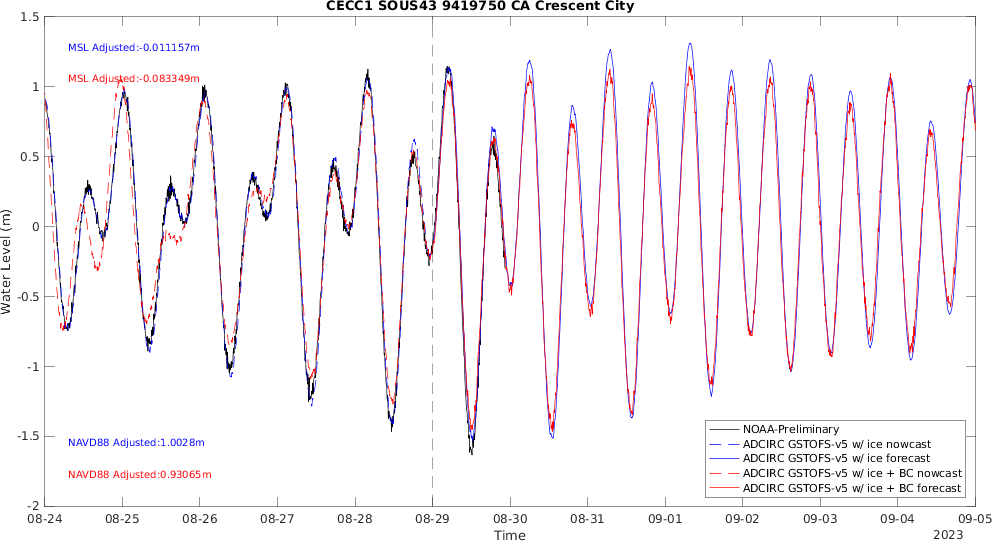 CECC1 SOUS43 9419750 CA Crescent City
1.5
MSL Adjusted:-0.011157m
MSL Adjusted:-0.083349m
1
0.5
0
-0.5
-1
-1.5
-2
Water Level (m)
NAVD88 Adjusted:1.0028m
NAVD88 Adjusted:0.93065m
NOAA-Preliminary
ADCIRC GSTOFS-v5 w/ ice nowcast
ADCIRC GSTOFS-v5 w/ ice forecast
ADCIRC GSTOFS-v5 w/ ice + BC nowcast
ADCIRC GSTOFS-v5 w/ ice + BC forecast
08-24 08-25 08-26 08-27 08-28 08-29 08-30 08-31 09-01 09-02 09-03 09-04 09-05
Time
2023